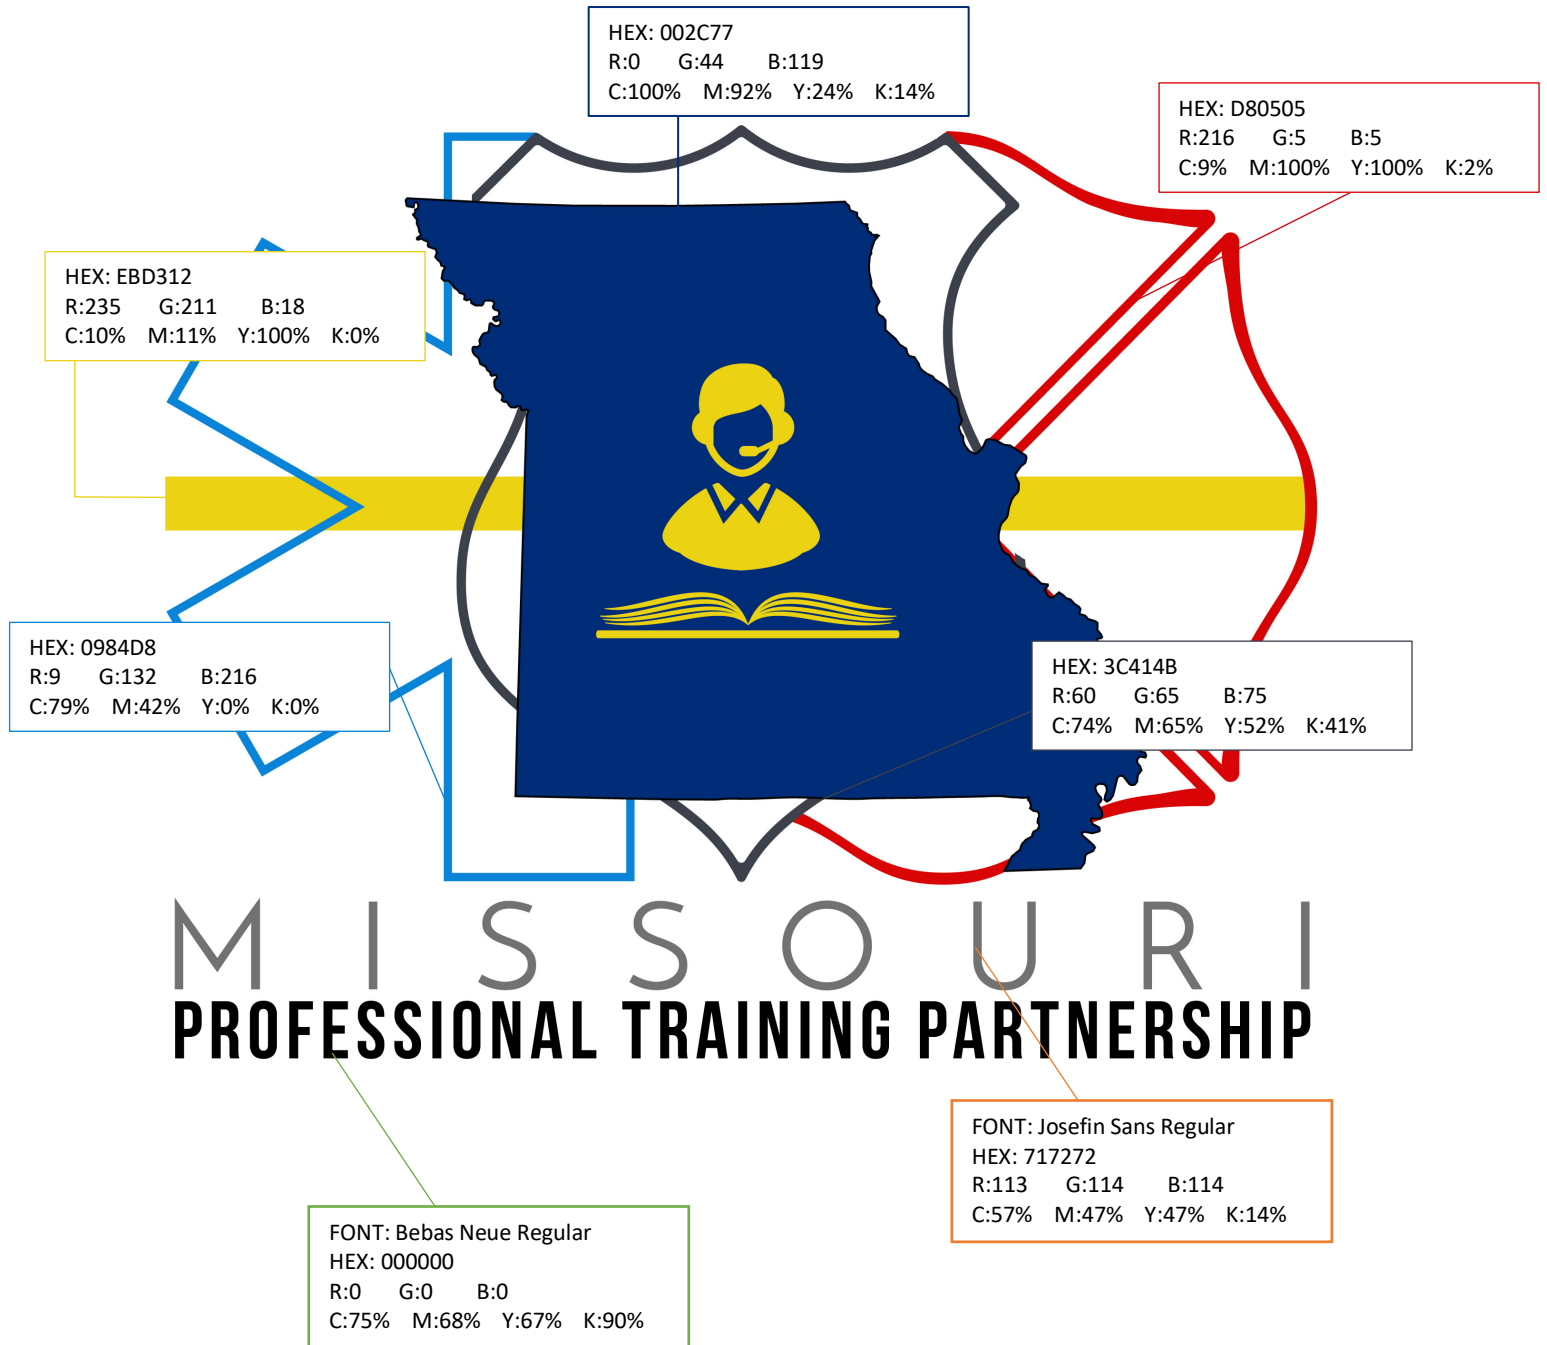 HEX: 002C77
R:0 G:44 B:119
C:100% M:92% Y:24% K:14%
HEX: D80505
R:216 G:5 B:5
C:9% M:100% Y:100% K:2%
HEX: EBD312
R:235 G:211 B:18
C:10% M:11% Y:100% K:0%
HEX: 0984D8
R:9 G:132 B:216
C:79% M:42% Y:0% K:0%
HEX: 3C414B
R:60 G:65 B:75
C:74% M:65% Y:52% K:41%
MISSOURI
PROFESSIONAL TRAINING PARTNERSHIP
FONT: Josefin Sans Regular
HEX: 717272
R:113 G:114 B:114
C:57% M:47% Y:47% K:14%
FONT: Bebas Neue Regular
HEX: 000000
R:0 G:0 B:0
C:75% M:68% Y:67% K:90%